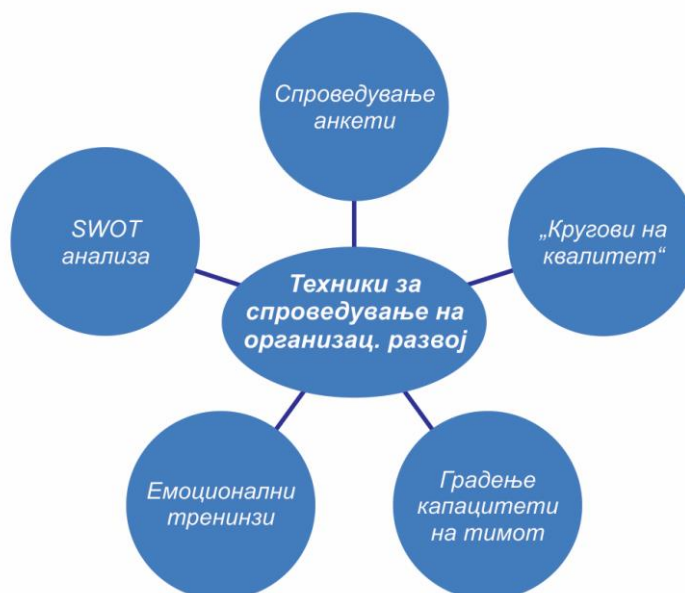 Спроведување
анкети
SWOT
анализа
„Кругови на
квалитет“
Техники за
спроведување на
организац. развој
Емоционални
тренинзи
Градење
капацитети
на тимот